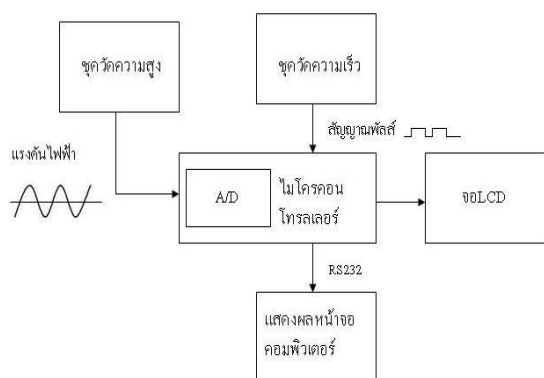 ชุดวัดความสูง
ชุดวัดความเร็ว
สัญญาณพัลส์
แรงดันไฟฟ้า
A/D
ไมโครคอน
โทรลเลอร์
จอLCD
RS232
แสดงผลหน้าจอ
คอมพิวเตอร์